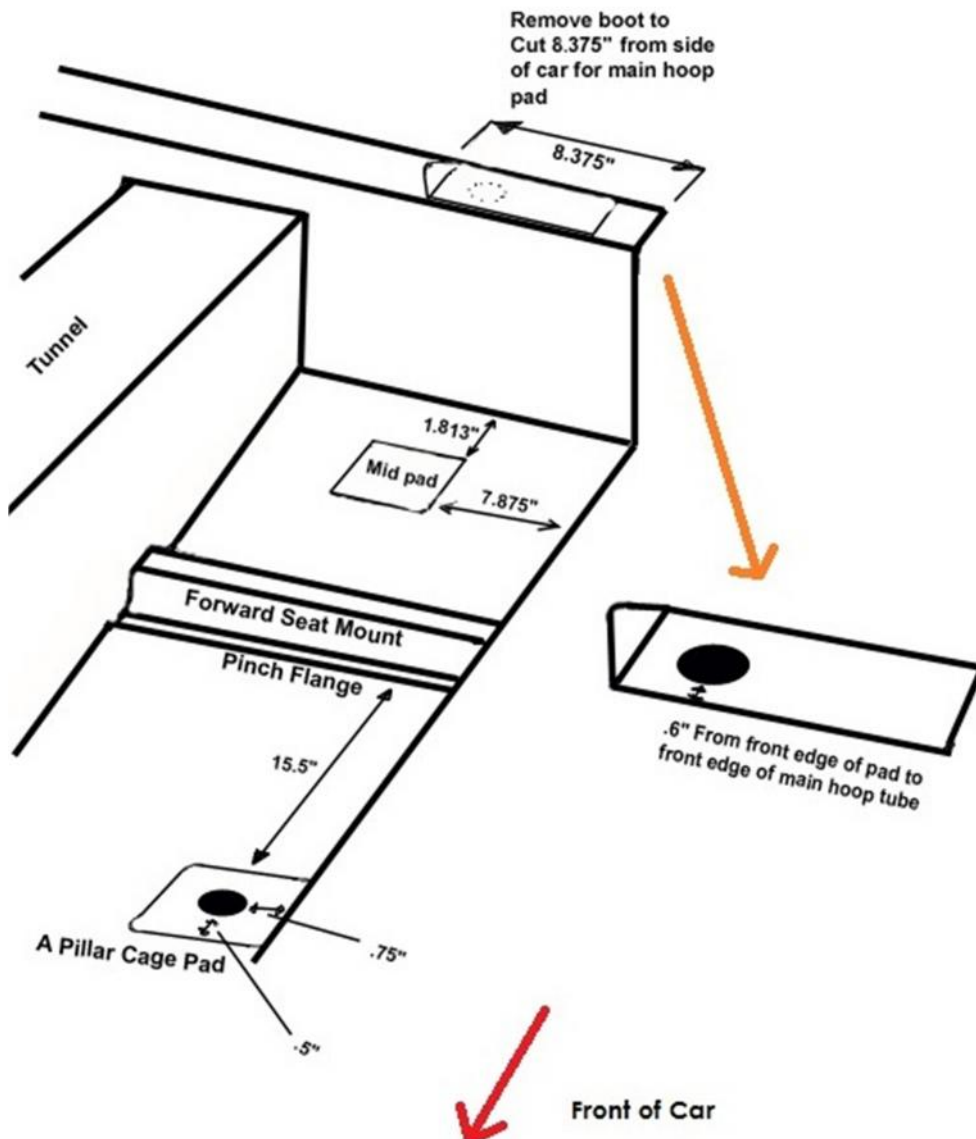 Remove boot to
Cut 8.375" from side
of car for main hoop
pad
8.375"
Tunnel
1.813"
Mid pad
7.875"
Forward Seat Mount
Pinch Flange
15.5"
.6" From front edge of pad to
front edge of main hoop tube
A Pillar Cage Pad
.75"
.5"
Front of Car